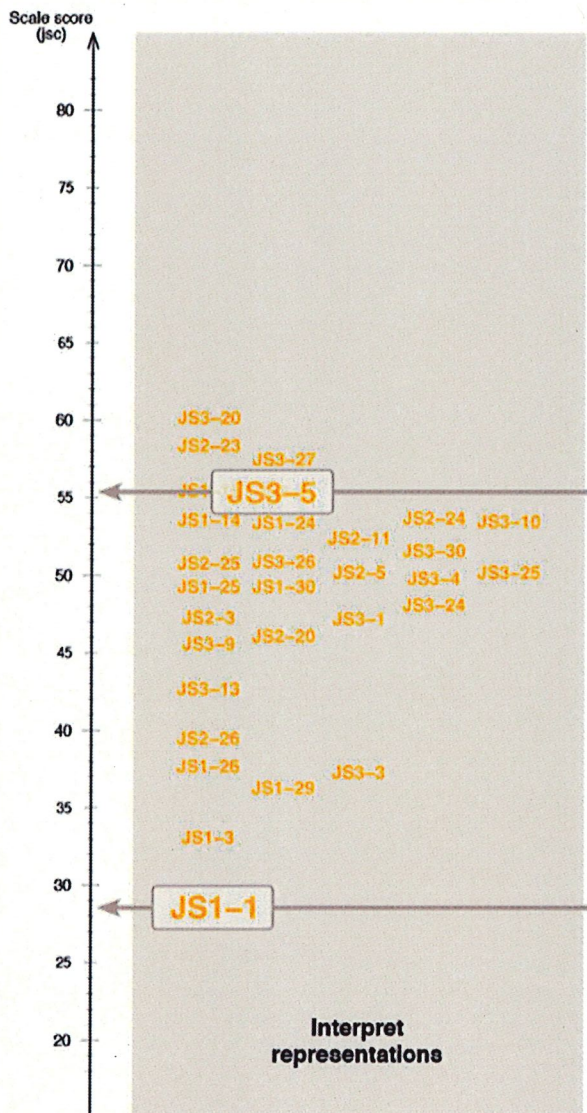 Scale score
(jsc)
80
75
70
65
60
JS3–20
JS2–23
JS3–27
55
JS3–5
JS1–14 JS1–24 JS2–24 JS3–10
JS2–11
JS3–30
JS2–25 JS3–26
50
JS2–5 JS3–4 JS3–25
JS1–25 JS1–30
JS3–24
JS2–3 JS3–1
JS3–9 JS2–20
45
JS3–13
40
JS2–26
JS1–26 JS3–3
JS1–29
35
JS1–3
30
JS1–1
25
20
Interpret
representations